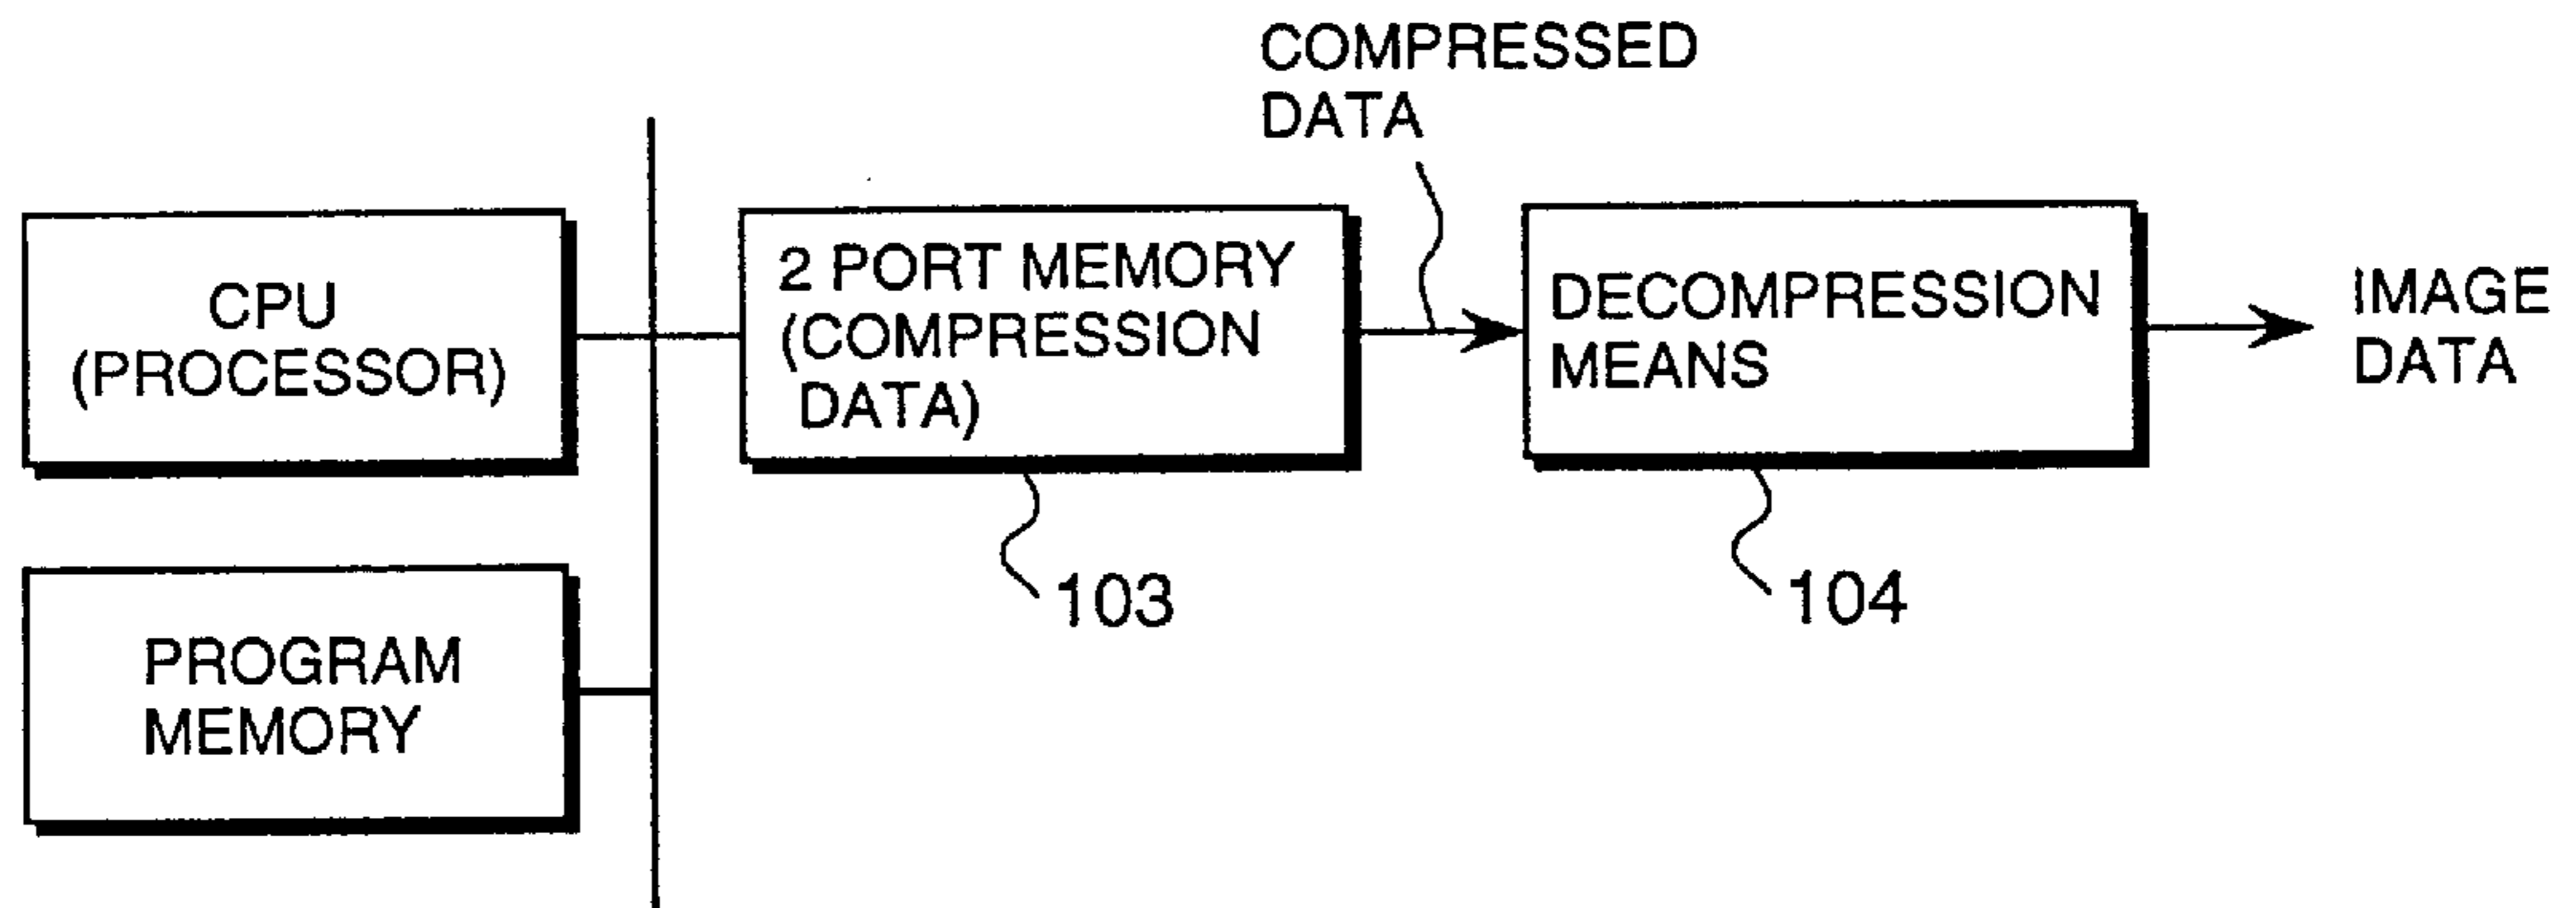 COMPRESSED
DATA
CPU
(PROCESSOR)
2 PORT MEMORY
(COMPRESSION
DATA)
DECOMPRESSION
MEANS
IMAGE
DATA
103
104
PROGRAM
MEMORY